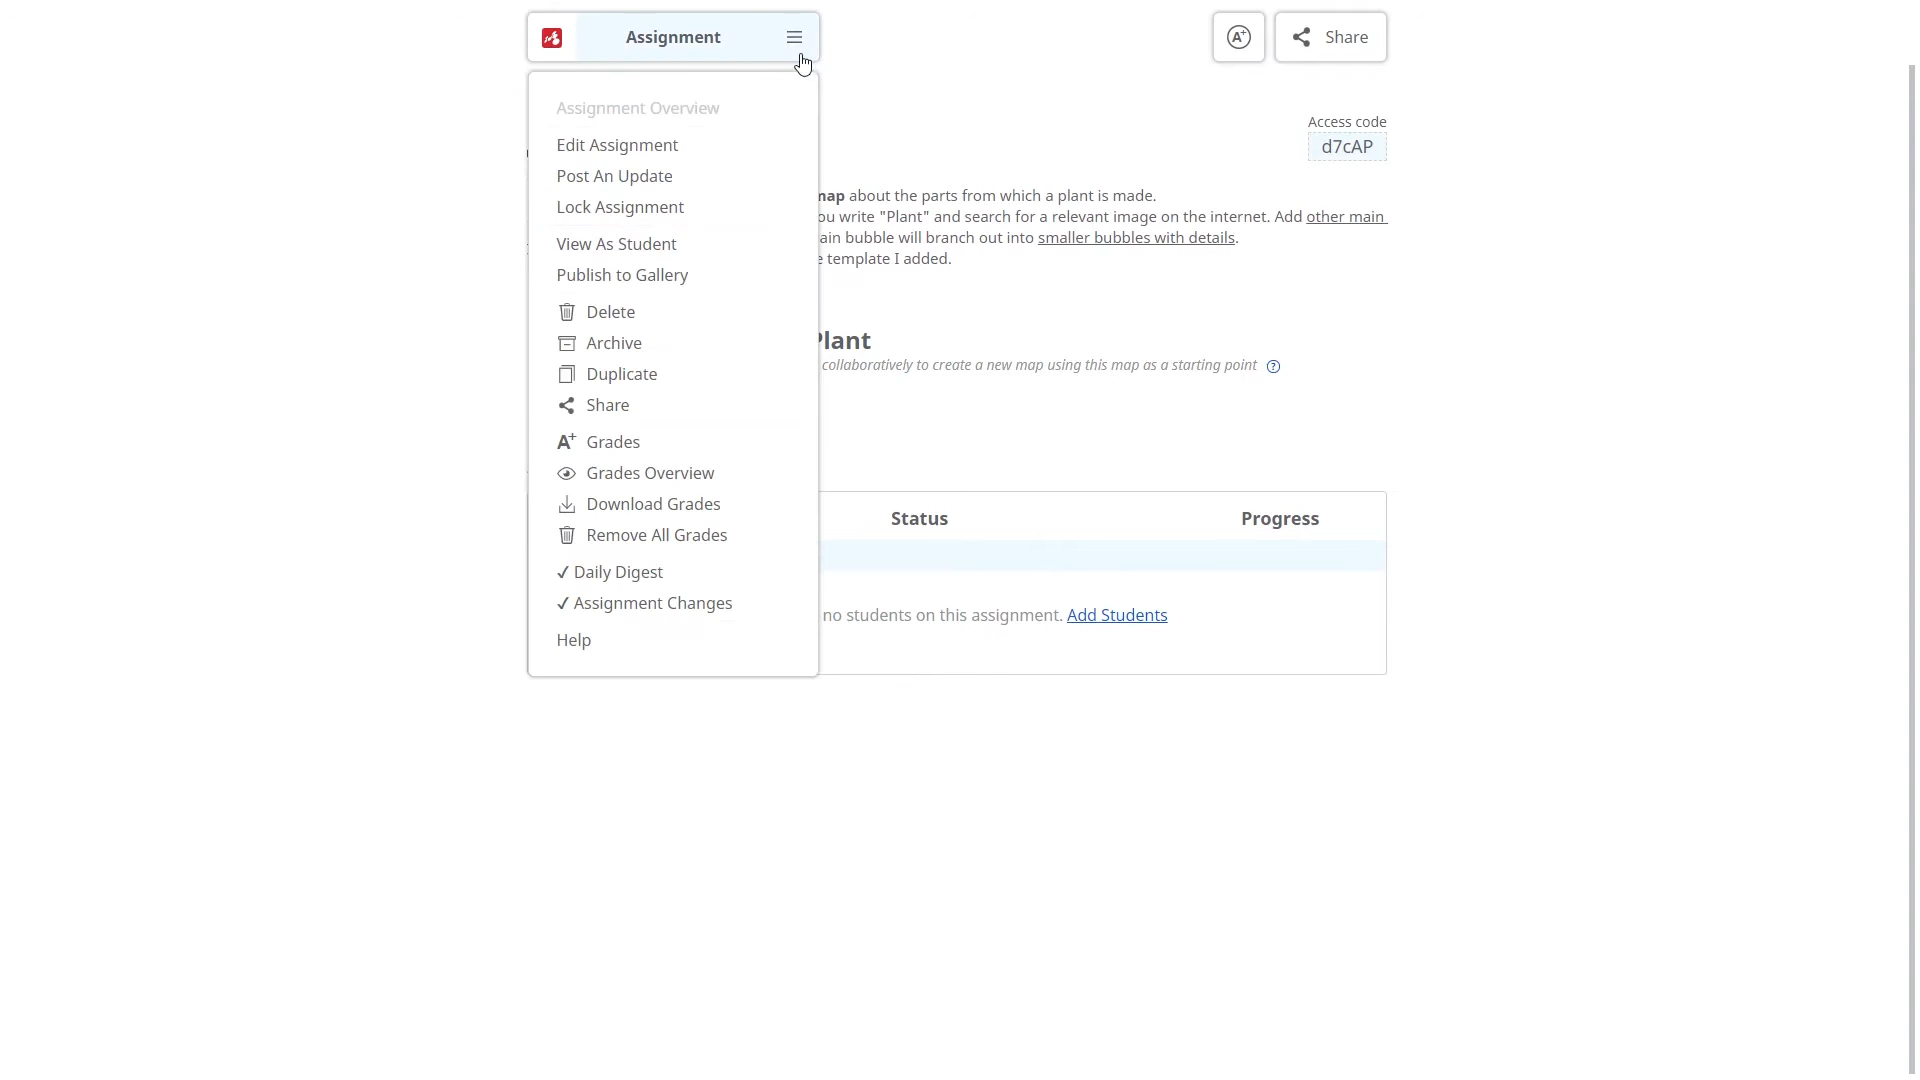 Assignment
A+
Share
Assignment Overview
Edit Assignment
Post An Update
Lock Assignment
View As Student
Publish to Gallery
Delete
Archive
Duplicate
Share
A+ Grades
Grades Overview
Download Grades
Remove All Grades
✓ Daily Digest
✓ Assignment Changes
Help
Access code
d7cAP
map about the parts from which a plant is made.
you write "Plant" and search for a relevant image on the internet. Add other main
ain bubble will branch out into smaller bubbles with details.
e template I added.
Plant
collaboratively to create a new map using this map as a starting point ?
Status Progress
no students on this assignment. Add Students